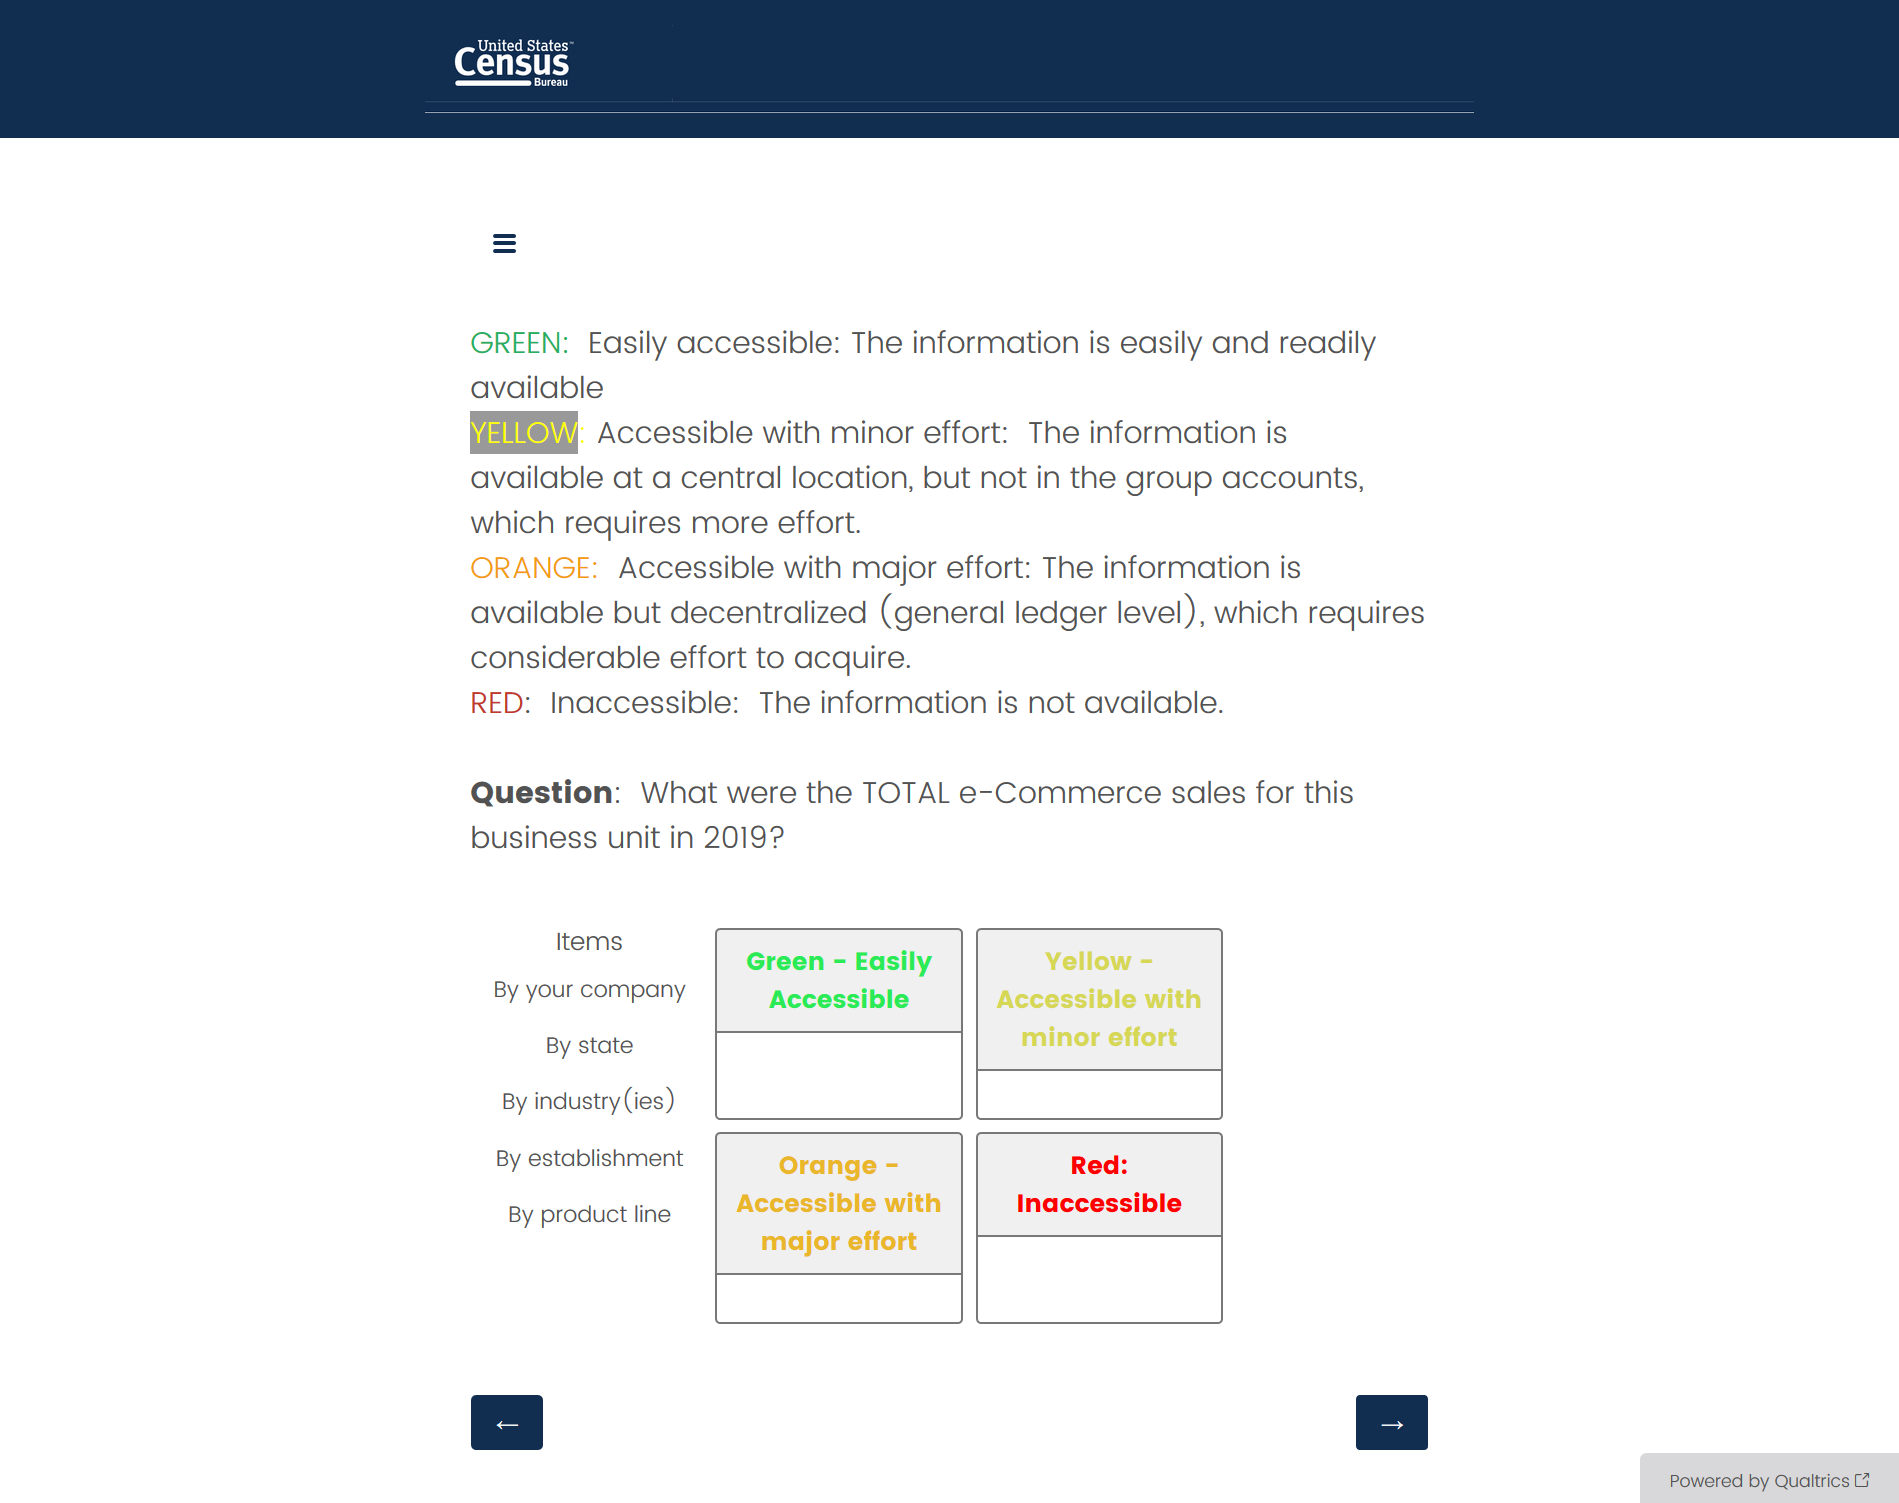 United States™
Census
Bureau
GREEN: Easily accessible: The information is easily and readily
available
YELLOW: Accessible with minor effort: The information is
available at a central location, but not in the group accounts,
which requires more effort.
ORANGE: Accessible with major effort: The information is
available but decentralized (general ledger level), which requires
considerable effort to acquire.
RED: Inaccessible: The information is not available.
Question: What were the TOTAL e-Commerce sales for this
business unit in 2019?
Items
By your company
By state
By industry(ies)
By establishment
By product line
Green - Easily
Accessible
Yellow -
Accessible with
minor effort
Orange -
Accessible with
major effort
Red:
Inaccessible
←
→
Powered by Qualtrics